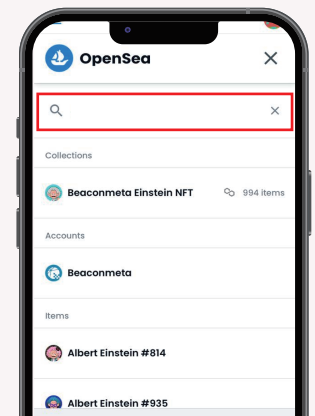 OpenSea
Collections
Beaconmeta Einstein NFT 994 items
Accounts
Beaconmeta
Items
Albert Einstein #814
Albert Einstein #935